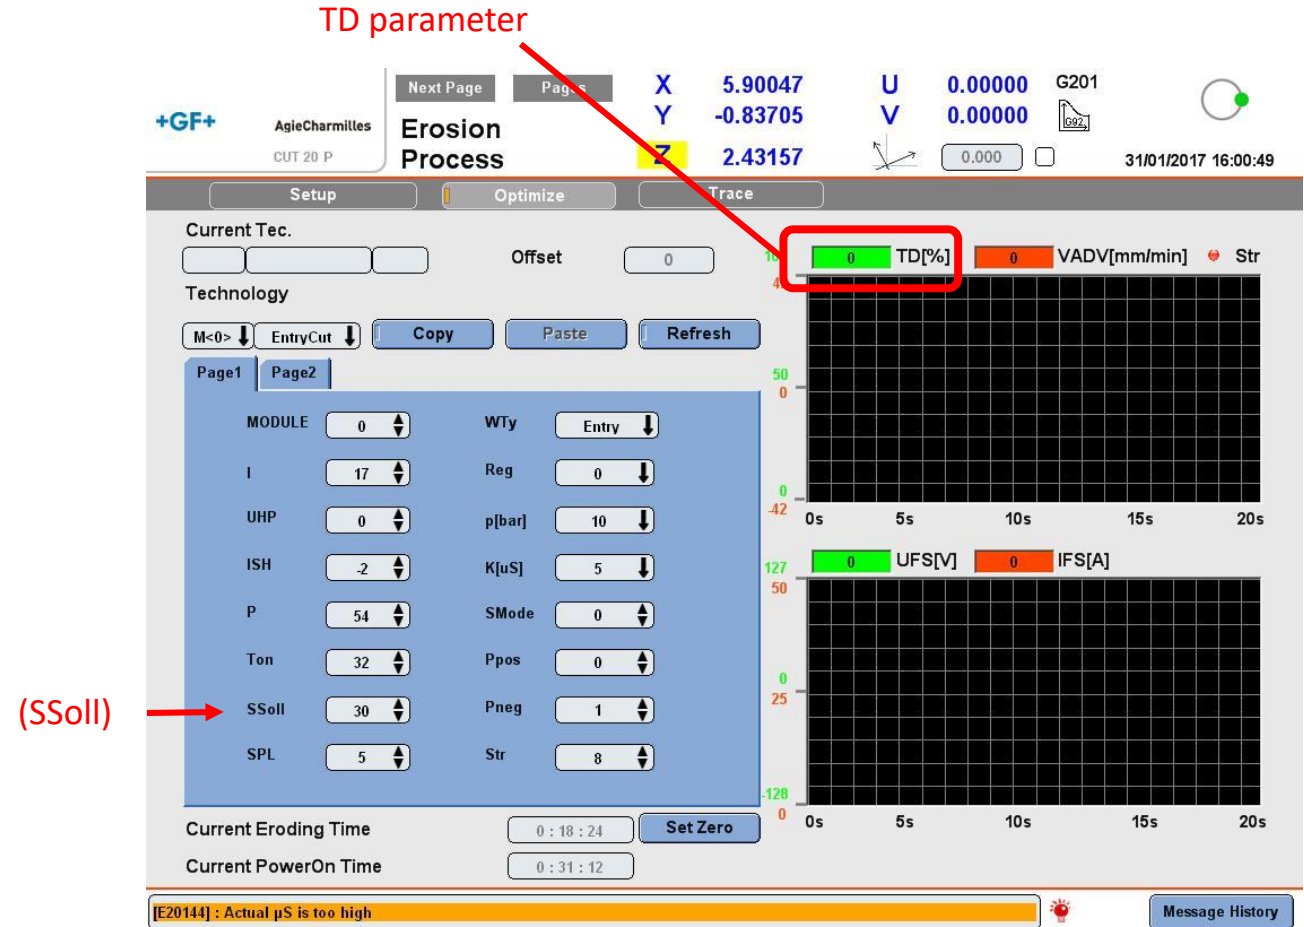 TD parameter
Next Page Pages X 5.90047 U 0.00000 G201
+GF+ AgieCharmilles Erosion Y -0.83705 V 0.00000 G92
CUT 20 P Process Z 2.43157 0.000 31/01/2017 16:00:49
Setup Optimize Trace
Current Tec.
Offset 0 0 TD[%] 0 VADV[mm/min] Str
Technology
M<0> EntryCut Copy Paste Refresh
Page1 Page2 50
0
MODULE 0 WTy Entry
I 17 Reg 0
0
UHP 0 p[bar] 10 -42 0s 5s 10s 15s 20s
ISH -2 K[uS] 5 127 0 UFS[V] 0 IFS[A]
50
P 54 SMode 0
Ton 32 Ppos 0
0
25
(SSoll) SSoll 30 Pneg 1
SPL 5 Str 8
-128
Current Eroding Time 0 : 18 : 24 Set Zero 0 0s 5s 10s 15s 20s
Current PowerOn Time 0 : 31 : 12
[E20144] : Actual µS is too high Message History